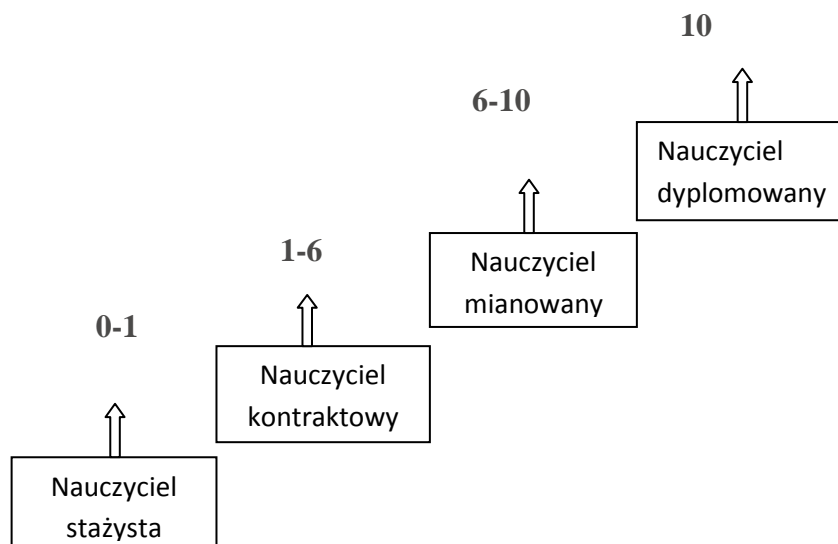 10
6-10
Nauczyciel
dyplomowany
1-6
Nauczyciel
mianowany
0-1
Nauczyciel
kontraktowy
Nauczyciel
stażysta